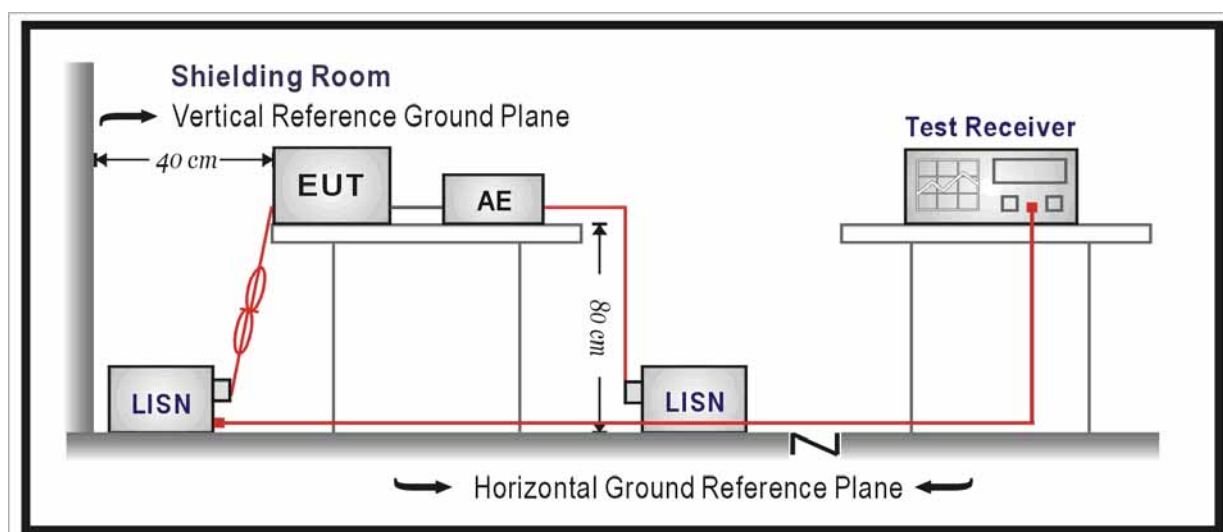 Shielding Room
Vertical Reference Ground Plane
40 cm
Test Receiver
EUT
AE
80 cm
LISN
LISN
Horizontal Ground Reference Plane